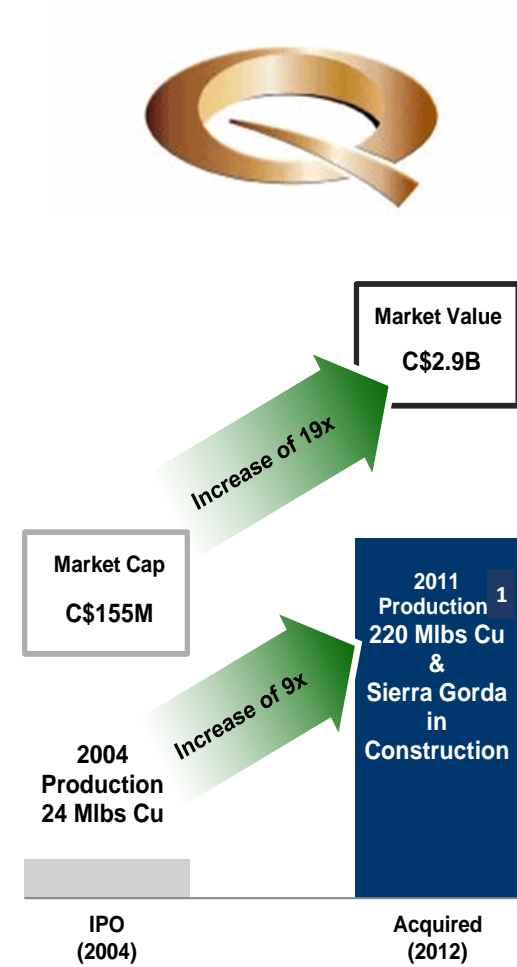 Market Value
C$2.9B
Increase of 19x
Market Cap
C$155M
2011
Production 1
220 Mlbs Cu
&
Sierra Gorda
in
Construction
Increase of 9x
2004
Production
24 Mlbs Cu
IPO
(2004)
Acquired
(2012)